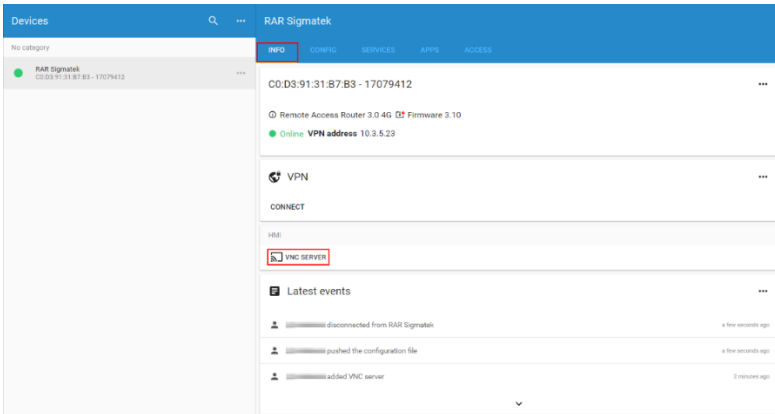 Devices
No category
RAR Sigmatek
C0:D3:91:31:B7:B3 - 17079412
RAR Sigmatek
INFO CONFIG SERVICES APPS ACCESS
C0:D3:91:31:B7:B3 - 17079412
Remote Access Router 3.0 4G Firmware 3.10
Online VPN address 10.3.5.23
VPN
CONNECT
HMI
VNC SERVER
Latest events
disconnected from RAR Sigmatek a few seconds ago
pushed the configuration file a few seconds ago
added VNC server 2 minutes ago